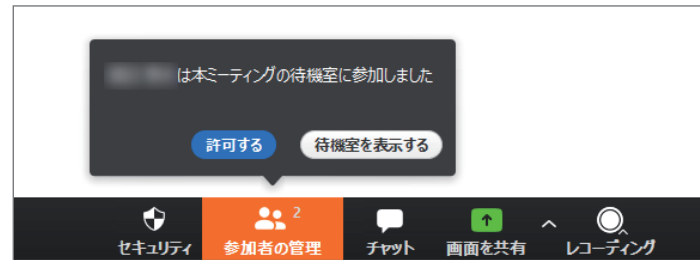 は本ミーティングの待機室に参加しました
許可する
待機室を表示する
2
セキュリティ
参加者の管理
チャット
画面を共有
レコーディング